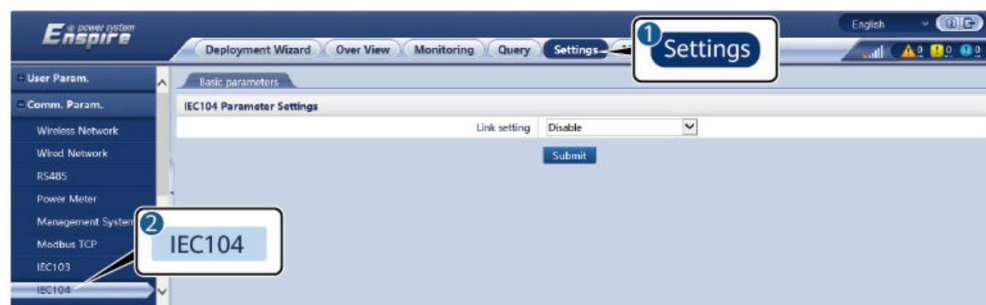 Enspire
e power system
English
Deployment Wizard Over View Monitoring Query Settings
1 Settings
User Param.
Basic parameters
Comm. Param.
IEC104 Parameter Settings
Wireless Network
Link setting Disable
Wired Network
Submit
RS485
Power Meter
Management System
2 IEC104
Modbus TCP
IEC103
IEC104